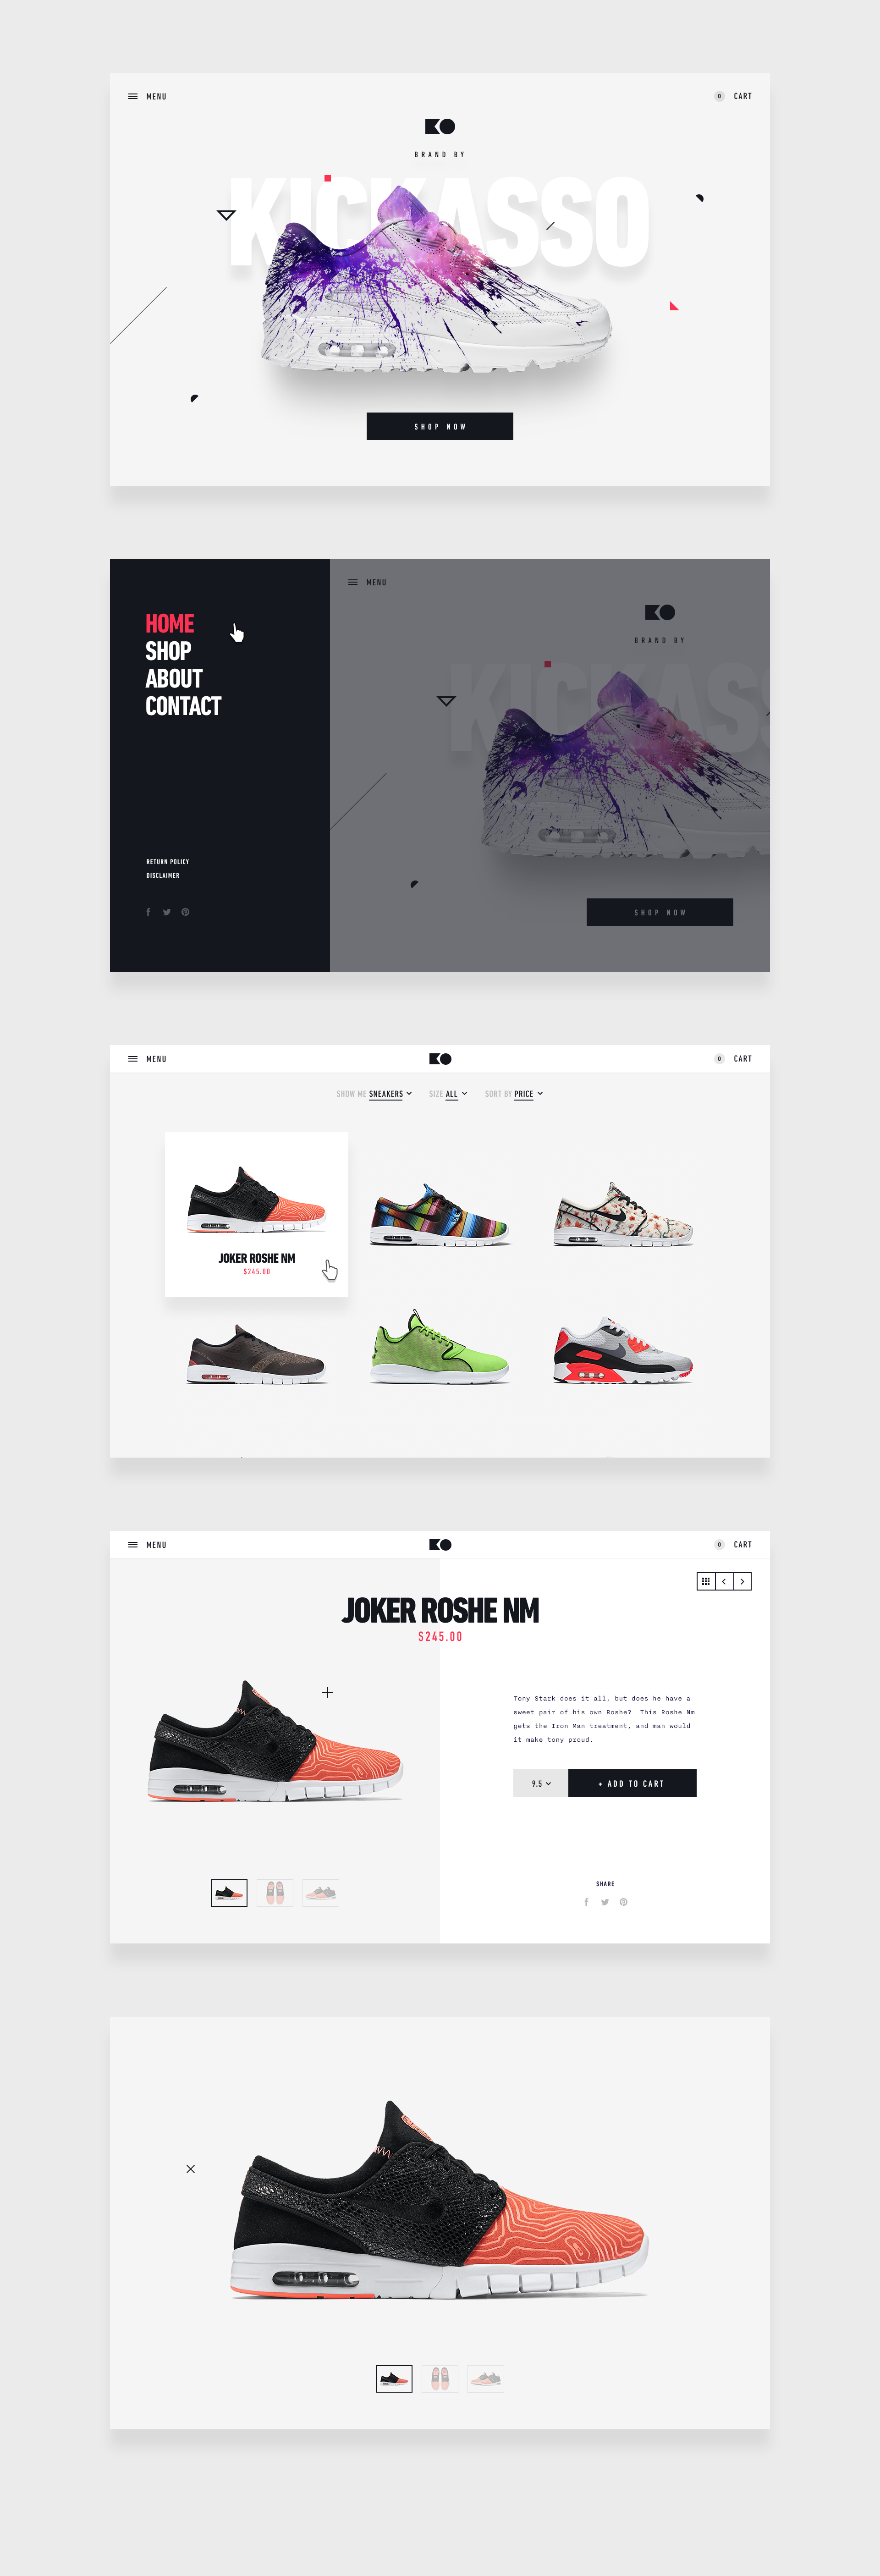 MENU
0 CART
KO
BRAND BY
KICKASSO
SHOP NOW
HOME
SHOP
ABOUT
CONTACT
RETURN POLICY
DISCLAIMER
MENU
KO
BRAND BY
KICKASS
SHOP NOW
MENU
KO
0 CART
SHOW ME SNEAKERS
SIZE ALL
SORT BY PRICE
JOKER ROSHE NM
$245.00
MENU
KO
0 CART
JOKER ROSHE NM
$245.00
Tony Stark does it all, but does he have a
sweet pair of his own Roshe? This Roshe Nm
gets the Iron Man treatment, and man would
it make tony proud.
9.5
+ ADD TO CART
SHARE